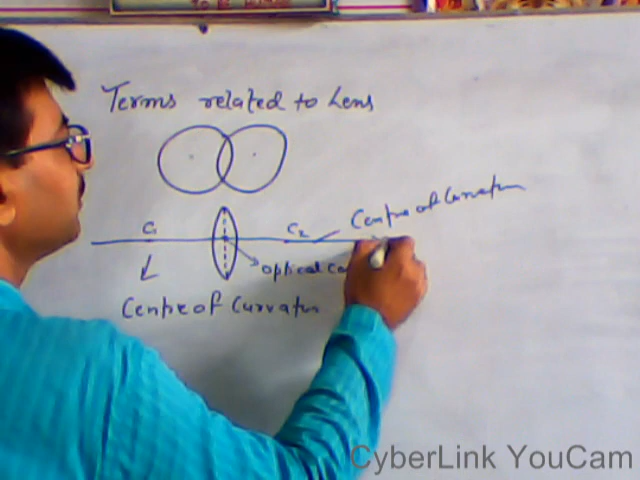 Terms related to Lens
C1
C2
Centre of Curvature
optical Ce
Centre of Curvature
CyberLink YouCam